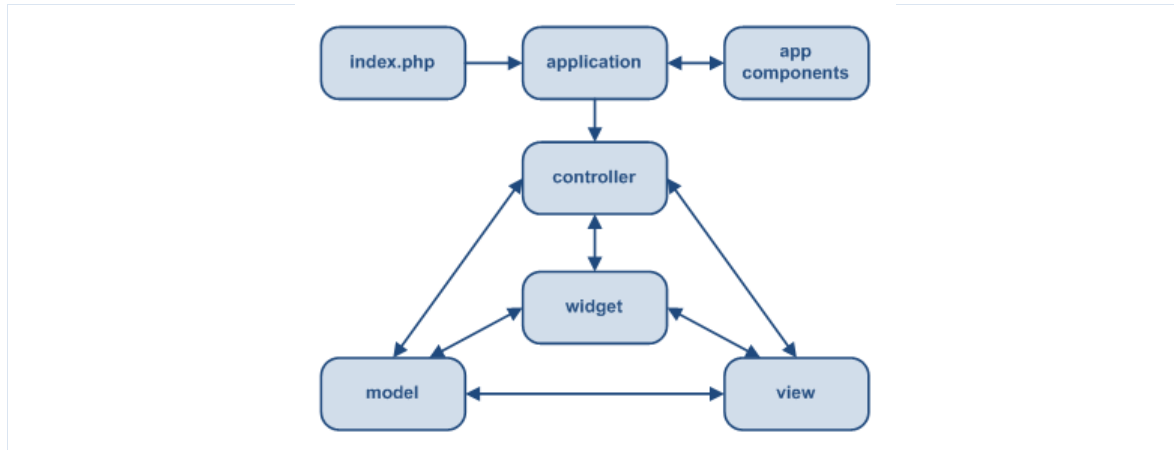 index.php
application
app
components
controller
widget
model
view